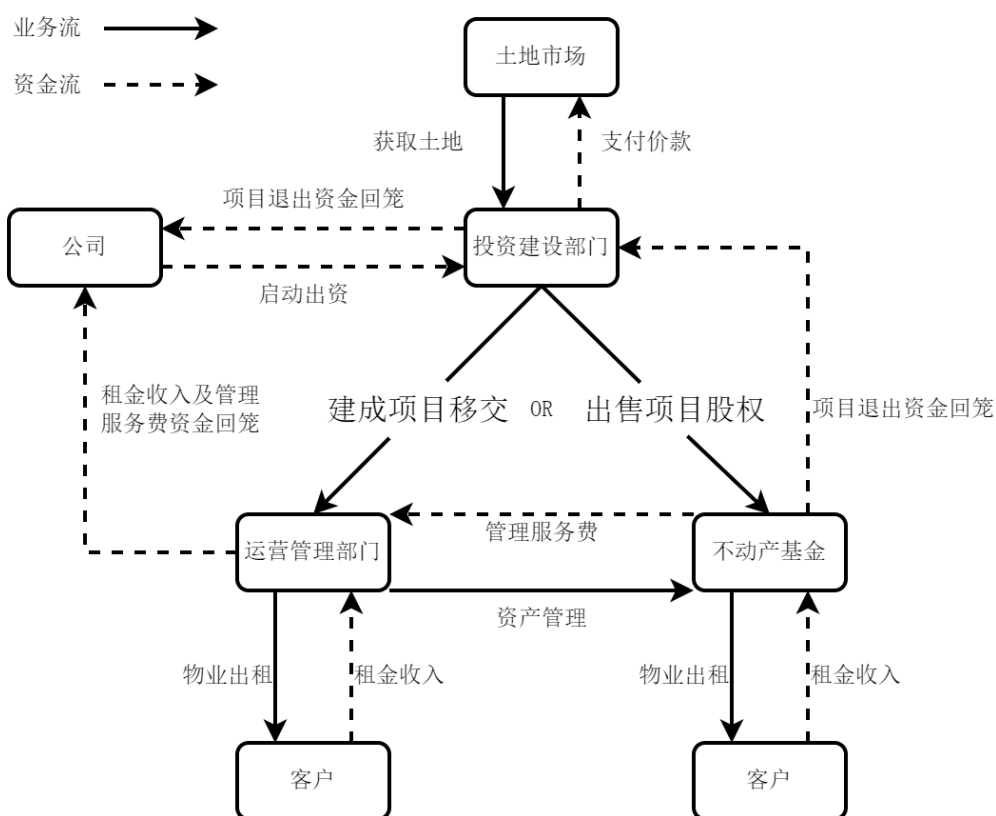 业务流
土地市场
资金流
获取土地
支付价款
项目退出资金回笼
公司
投资建设部门
启动出资
租金收入及管理
服务费资金回笼
建成项目移交 OR 出售项目股权
项目退出资金回笼
管理服务费
运营管理部门
不动产基金
资产管理
物业出租
租金收入
物业出租
租金收入
客户
客户